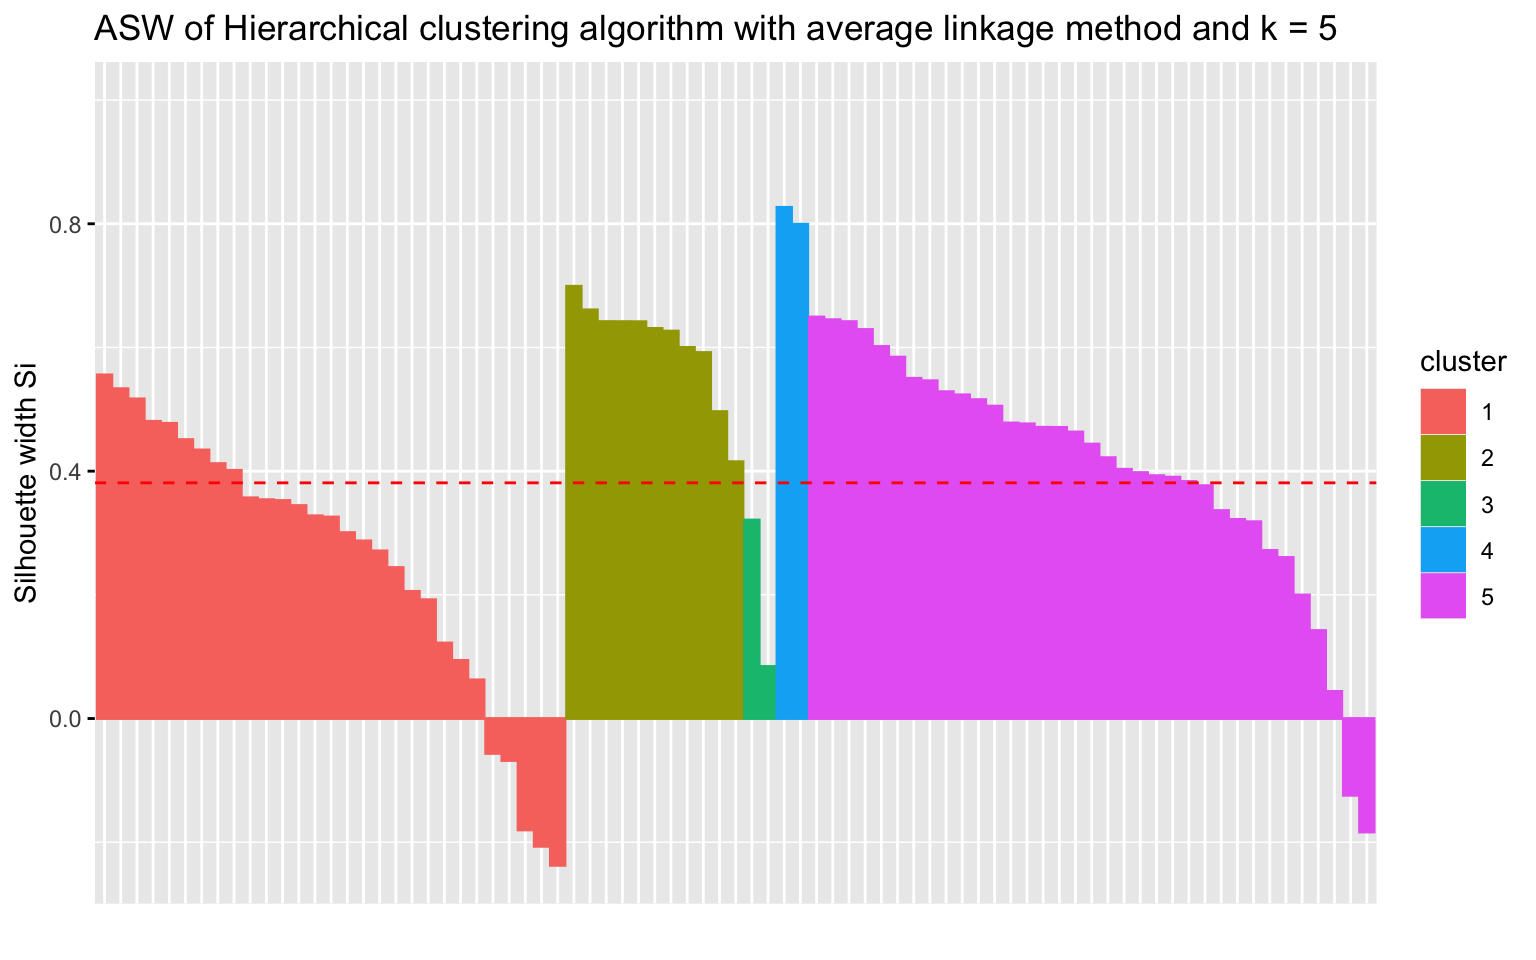 ASW of Hierarchical clustering algorithm with average linkage method and k = 5
Silhouette width Si
0.8
0.4
0.0
cluster
1
2
3
4
5